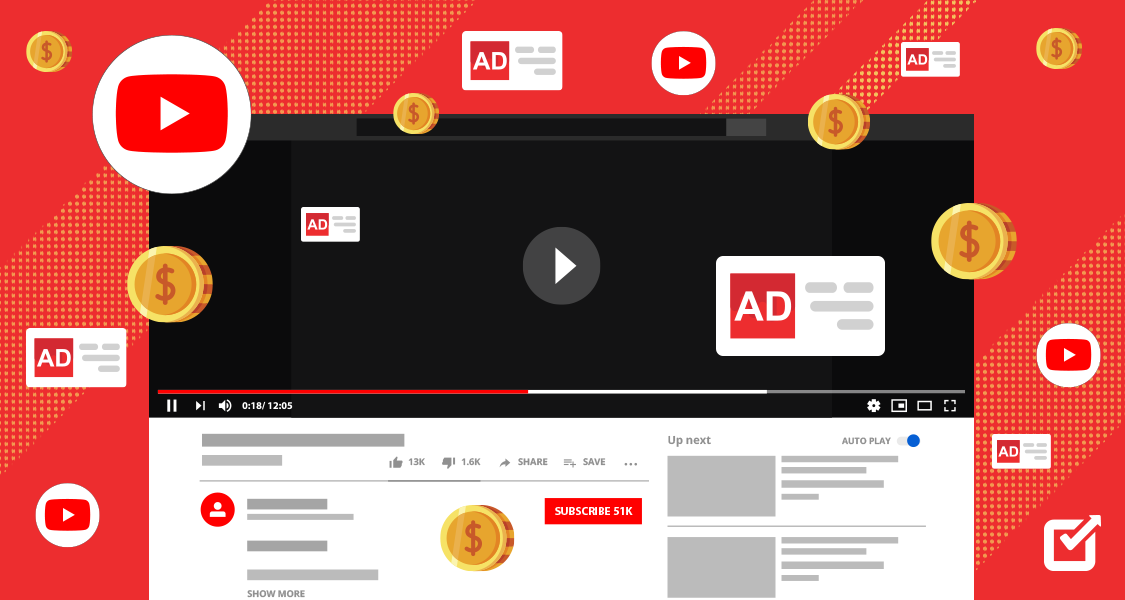 AD
AD
AD
AD
AD
0:18/ 12:05
Up next
AUTO PLAY
13K
1.6K
SHARE
SAVE
AD
SUBSCRIBE 51K
SHOW MORE